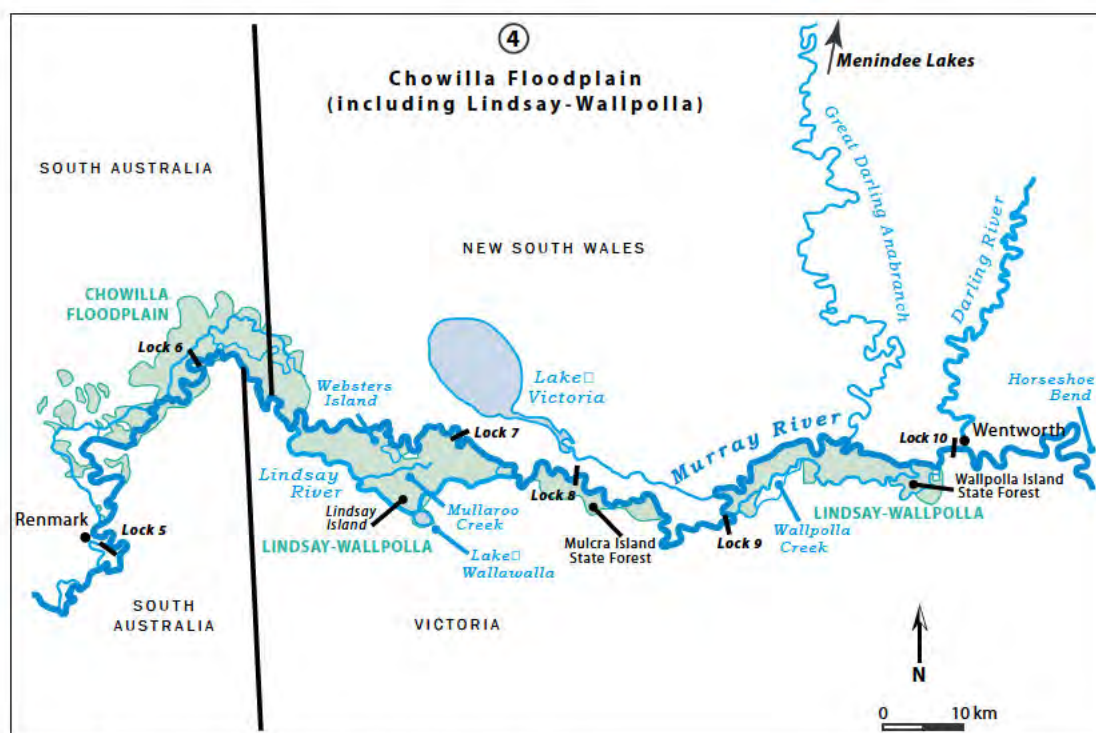 4
Chowilla Floodplain
(including Lindsay-Wallpolla)
Menindee Lakes
SOUTH AUSTRALIA
NEW SOUTH WALES
Great Darling Anabranch
Darling River
CHOWILLA
FLOODPLAIN
Lock 6
Websters
Island
Lake□
Victoria
Lock 7
Murray River
Horseshoe
Bend
Lock 10
Wentworth
Lindsay
River
Lindsay
Island
Mullaroo
Creek
Lock 8
Wallpolla Island
State Forest
LINDSAY-WALLPOLLA
Renmark
Lock 5
LINDSAY-WALLPOLLA
Lake□
Wallawalla
Mulcra Island
State Forest
Lock 9
Wallpolla
Creek
SOUTH
AUSTRALIA
VICTORIA
N
0 10 km